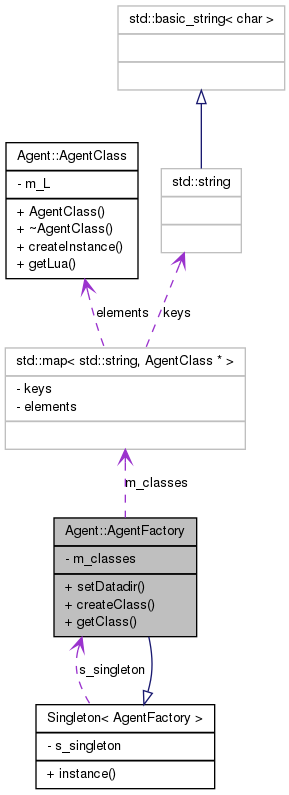 std::basic_string< char >
Agent::AgentClass
- m_L
+ AgentClass()
+ ~AgentClass()
+ createInstance()
+ getLua()
std::string
elements
keys
std::map< std::string, AgentClass * >
- keys
- elements
m_classes
Agent::AgentFactory
- m_classes
+ setDatadir()
+ createClass()
+ getClass()
s_singleton
Singleton< AgentFactory >
- s_singleton
+ instance()